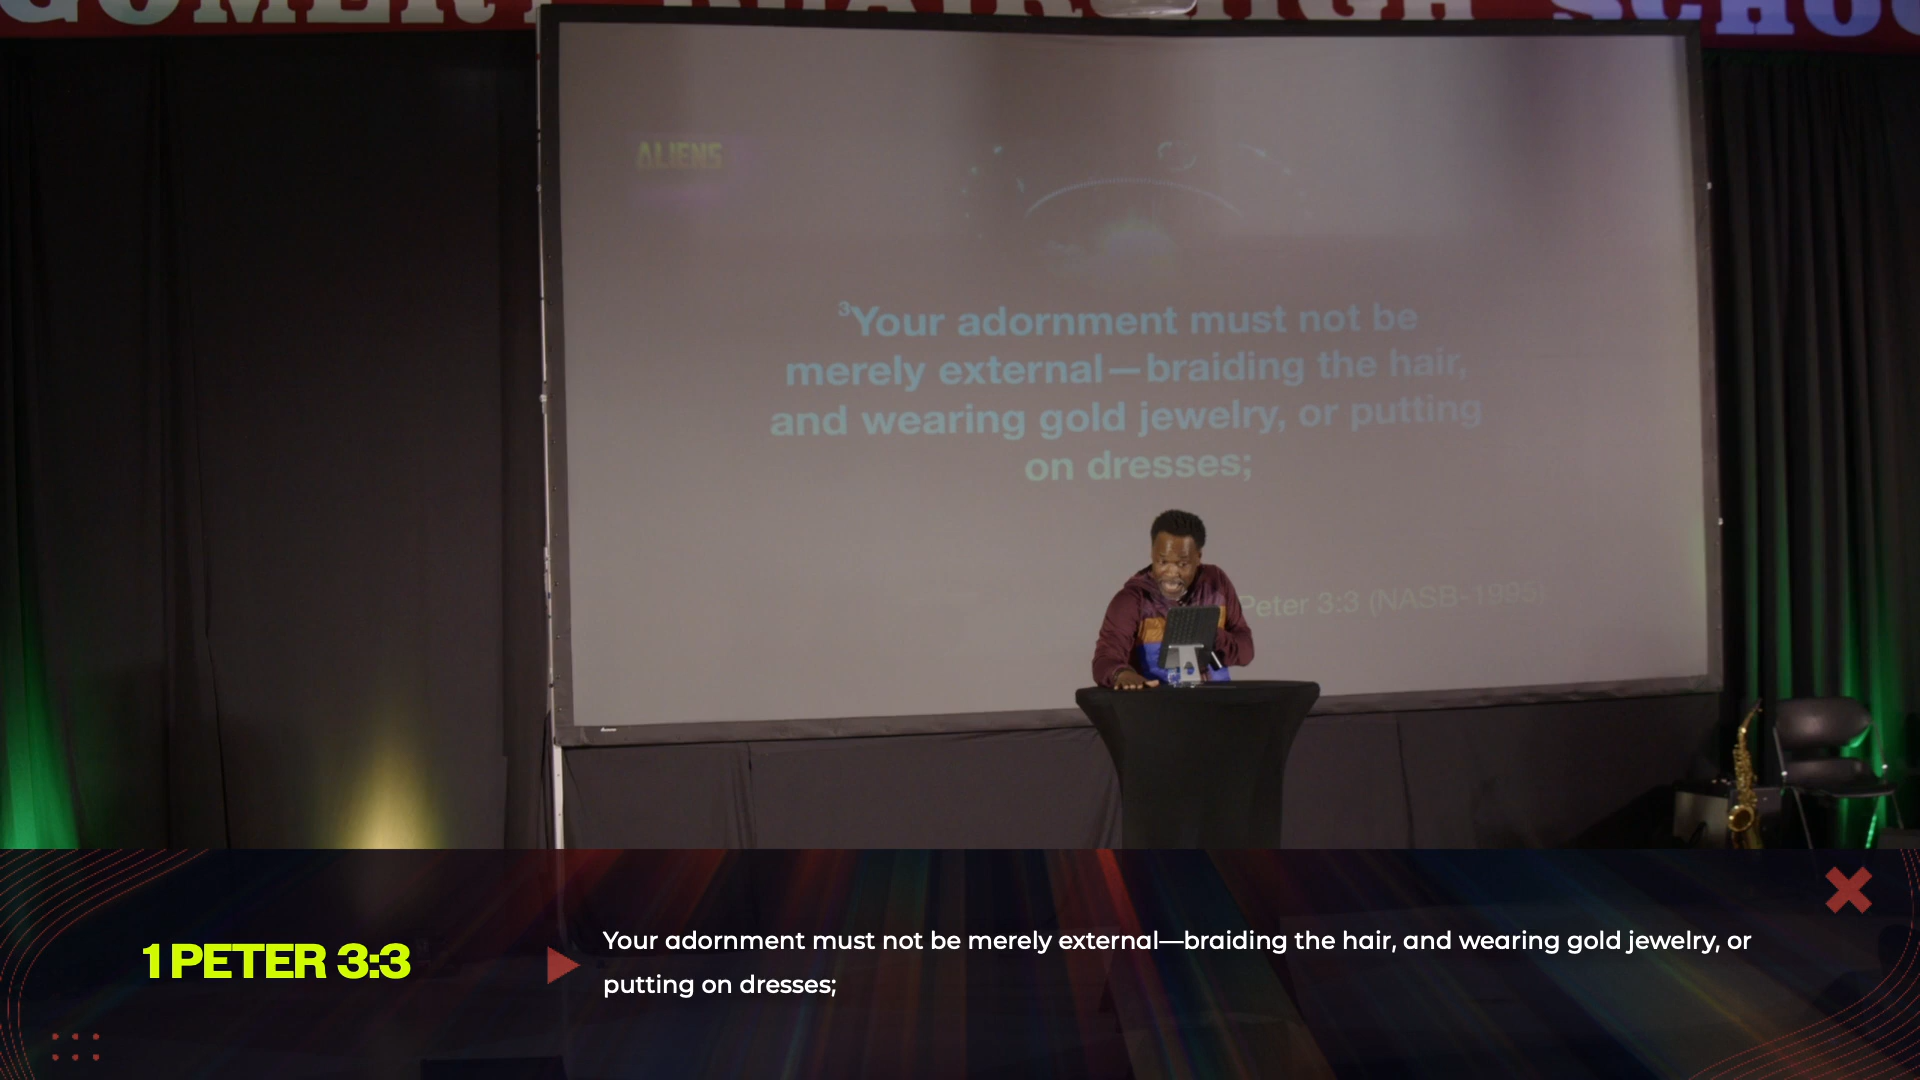 SCHO
ALIENS
³Your adornment must not be
merely external—braiding the hair,
and wearing gold jewelry, or putting
on dresses;
Peter 3:3 (NASB-1995)
1 PETER 3:3
Your adornment must not be merely external—braiding the hair, and wearing gold jewelry, or
putting on dresses;